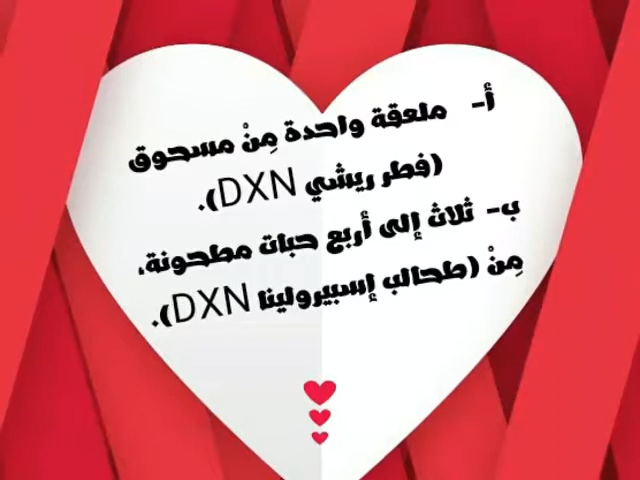 أ- ملعقة واحدة مِنْ مسحوق
(فطر ريشي DXN).
ب- ثلاث إلى أربع حبات مطحونة،
مِنْ (طحالب إسبيرولينا DXN).